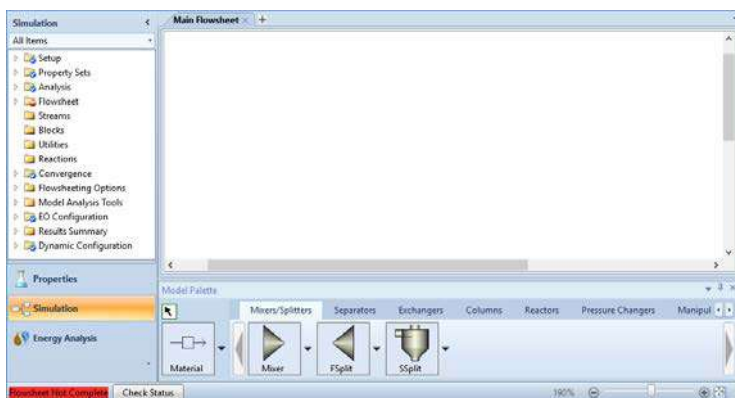 Simulation
Main Flowsheet
All Items
Setup
Property Sets
Analysis
Flowsheet
Streams
Blocks
Utilities
Reactions
Convergence
Flowsheeting Options
Model Analysis Tools
EO Configuration
Results Summary
Dynamic Configuration
Properties
Simulation
Energy Analysis
Model Palette
Mixers/Splitters Separators Exchangers Columns Reactors Pressure Changers Manipul
Material Mixer FSplit SSplit
Flowsheet Not Complete Check Status 190%